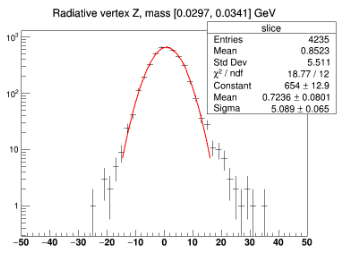 Radiative vertex Z, mass [0.0297, 0.0341] GeV
slice
Entries 4235
Mean 0.8523
Std Dev 5.711
χ² / ndf 18.77 / 12
Constant 654 ± 12.9
Mean 0.7236 ± 0.0801
Sigma 5.089 ± 0.065
10³
10²
10
1
−50 −40 −30 −20 −10 0 10 20 30 40 50